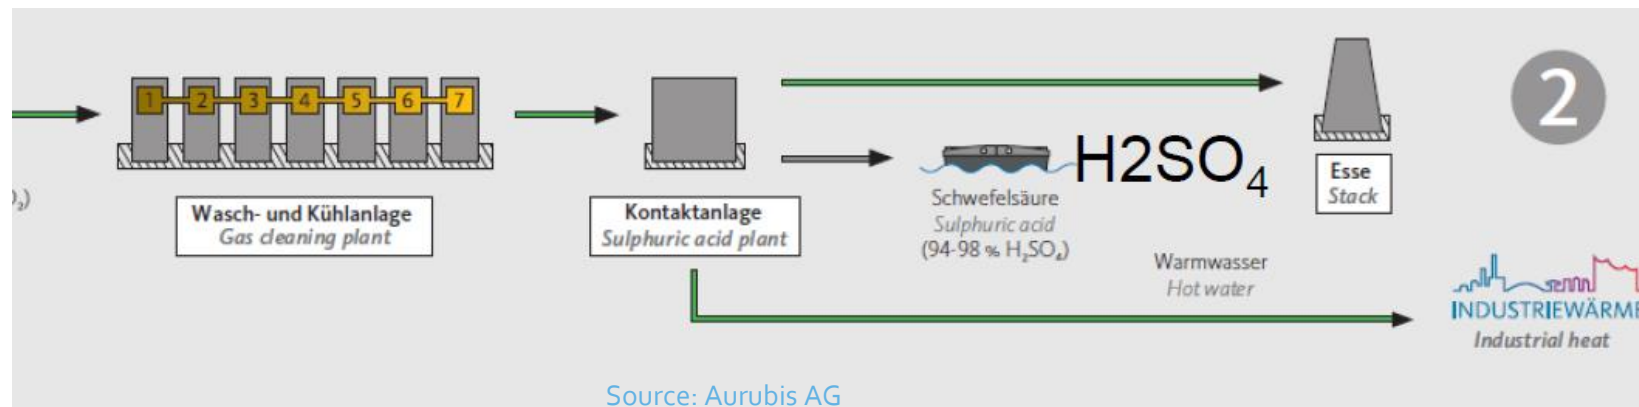 1 2 3 4 5 6 7
2
H2SO₄
O₂)
Wasch- und Kühlanlage
Gas cleaning plant
Kontaktanlage
Sulphuric acid plant
Schwefelsäure
Sulphuric acid
(94-98 % H₂SO₄)
Esse
Stack
Warmwasser
Hot water
INDUSTRIEWÄRME
Industrial heat
Source: Aurubis AG